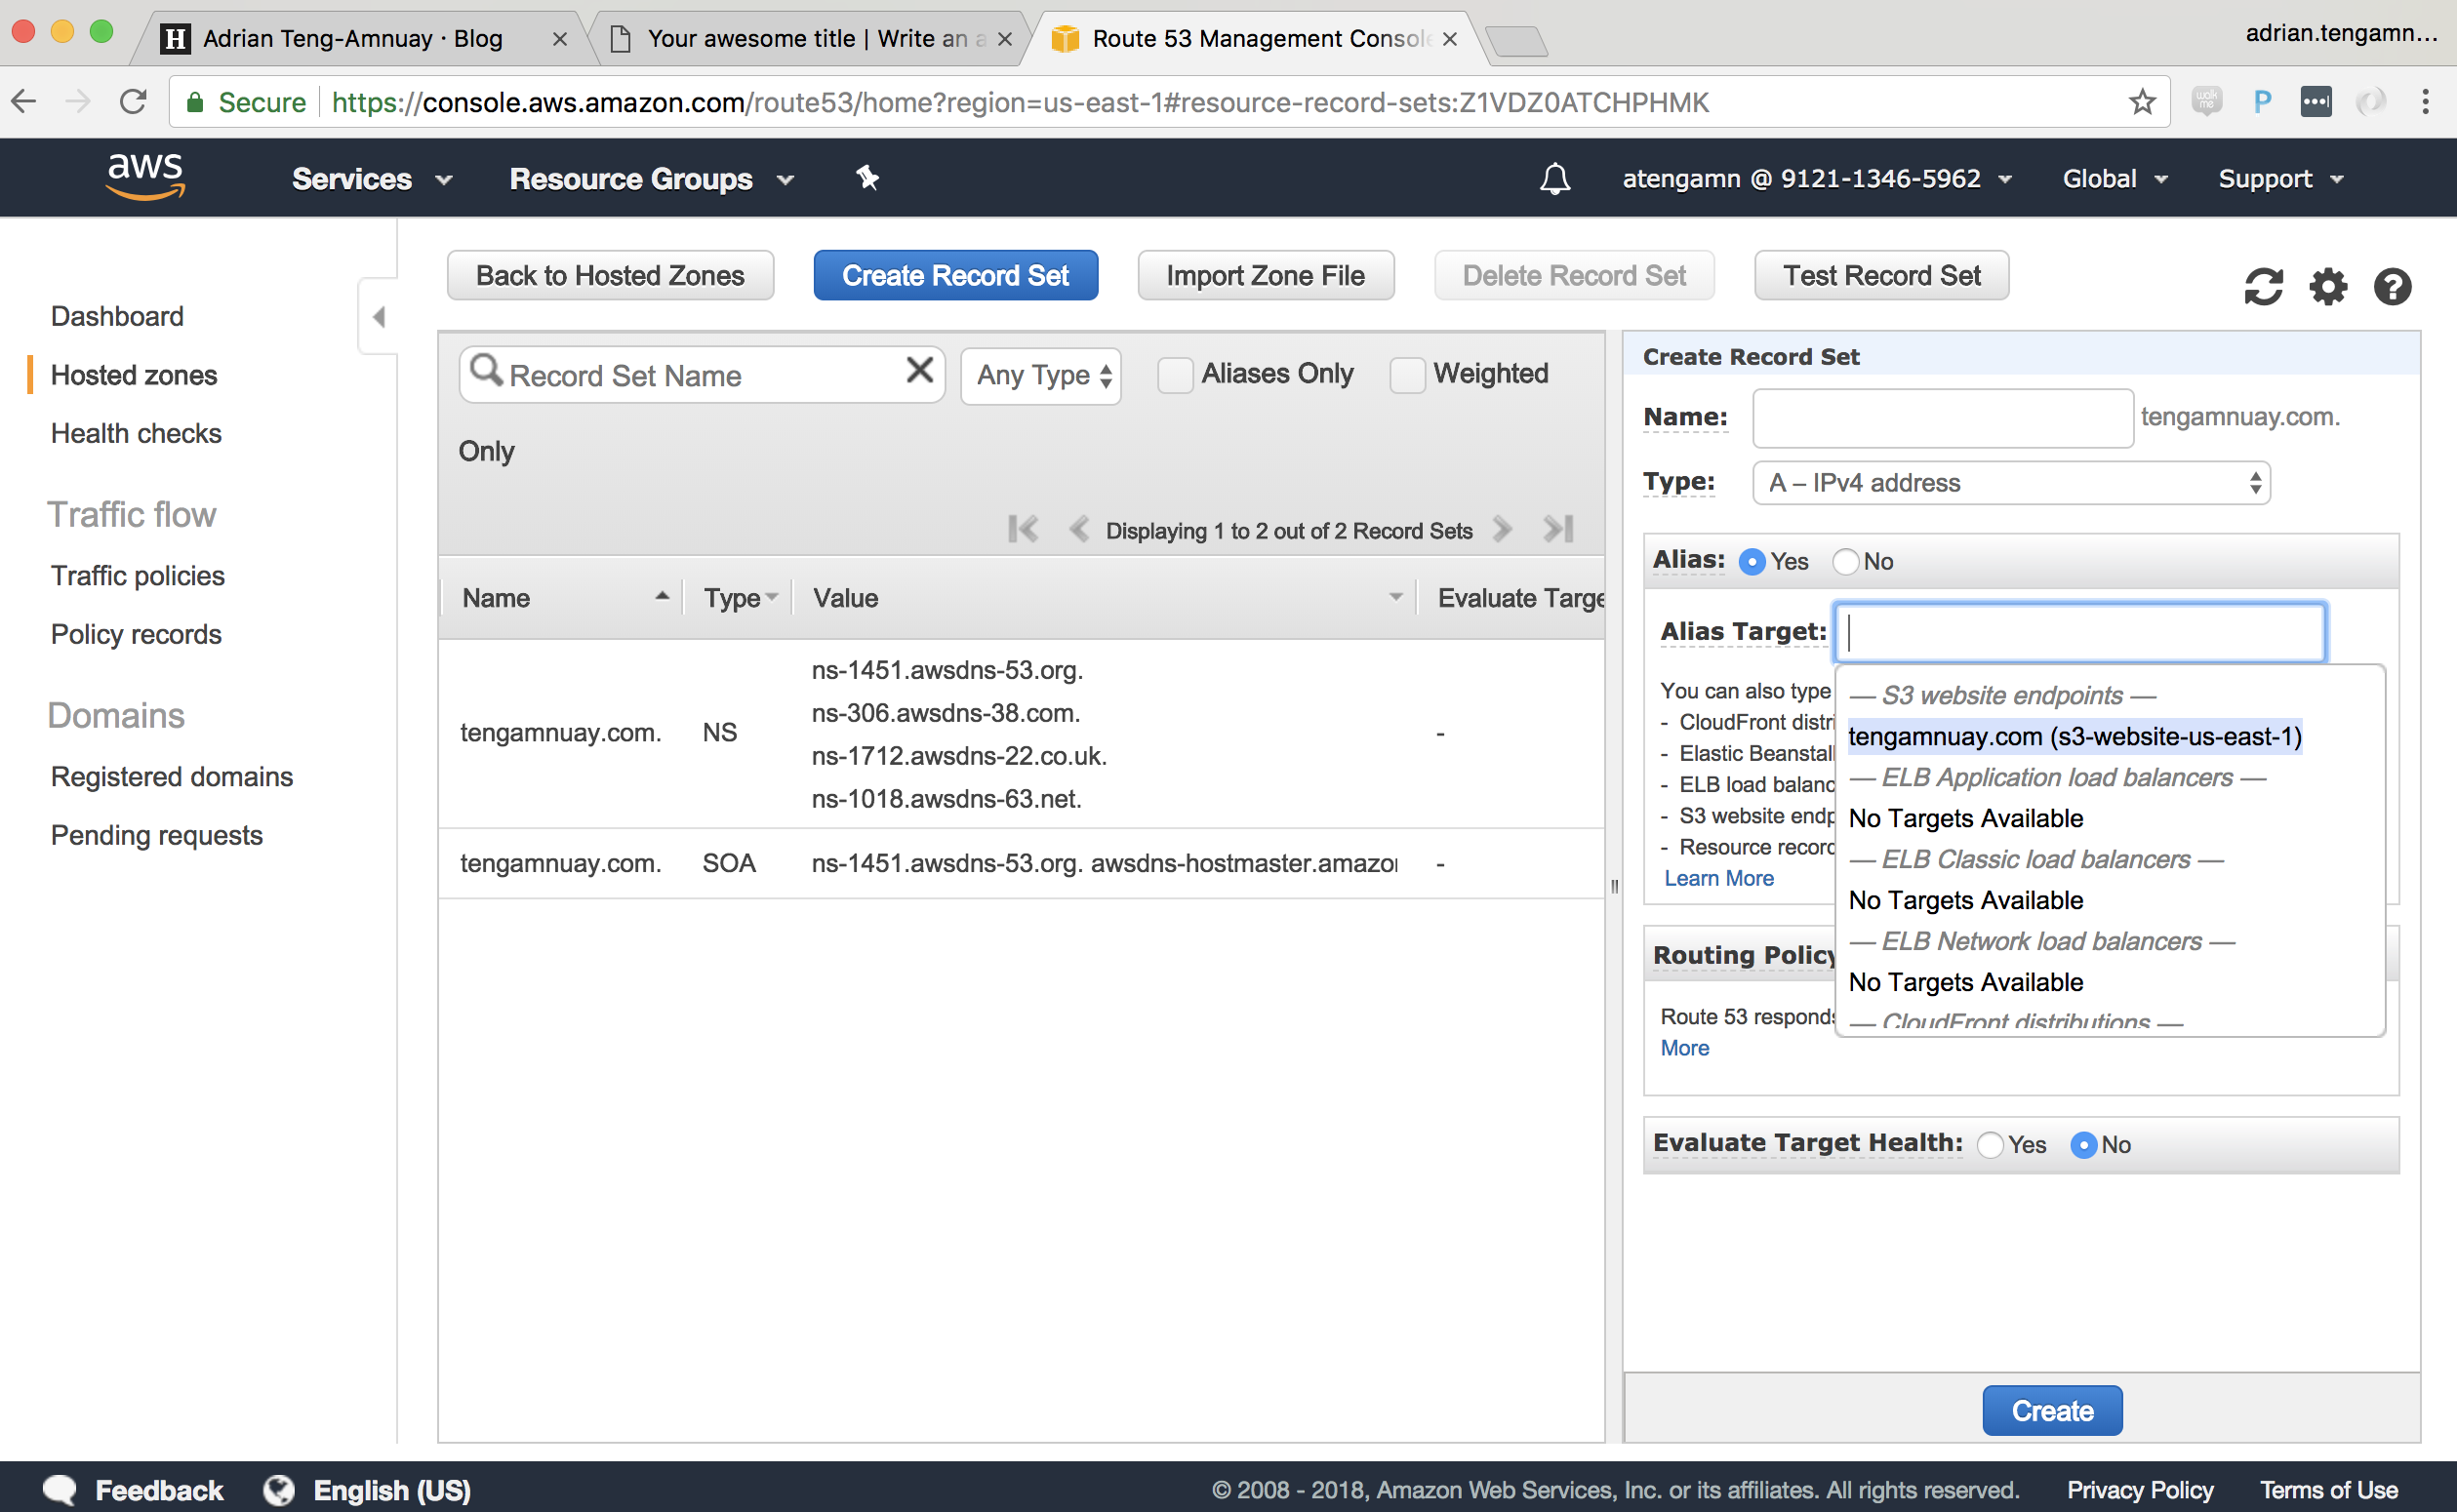 Adrian Teng-Amnuay · Blog
Your awesome title | Write an a
Route 53 Management Console
adrian.tengamn...
Secure
https://console.aws.amazon.com/route53/home?region=us-east-1#resource-record-sets:Z1VDZ0ATCHPHMK
walk me
P
aws
Services
Resource Groups
atengamn @ 9121-1346-5962
Global
Support
Dashboard
Hosted zones
Health checks
Traffic flow
Traffic policies
Policy records
Domains
Registered domains
Pending requests
Back to Hosted Zones
Create Record Set
Import Zone File
Delete Record Set
Test Record Set
Record Set Name
Any Type
Aliases Only
Weighted
Only
Displaying 1 to 2 out of 2 Record Sets
Name
Type
Value
Evaluate Targe
tengamnuay.com.
NS
ns-1451.awsdns-53.org.
ns-306.awsdns-38.com.
ns-1712.awsdns-22.co.uk.
ns-1018.awsdns-63.net.
-
tengamnuay.com.
SOA
ns-1451.awsdns-53.org. awsdns-hostmaster.amazo
-
Create Record Set
Name:
tengamnuay.com.
Type:
A – IPv4 address
Alias:
Yes
No
Alias Target:
You can also type
- CloudFront distri
- Elastic Beanstal
- ELB load balanc
- S3 website endp
- Resource record
Learn More
— S3 website endpoints —
tengamnuay.com (s3-website-us-east-1)
— ELB Application load balancers —
No Targets Available
— ELB Classic load balancers —
No Targets Available
— ELB Network load balancers —
No Targets Available
— CloudFront distributions —
Routing Policy
Route 53 responds
More
Evaluate Target Health:
Yes
No
Create
Feedback
English (US)
© 2008 - 2018, Amazon Web Services, Inc. or its affiliates. All rights reserved.
Privacy Policy
Terms of Use